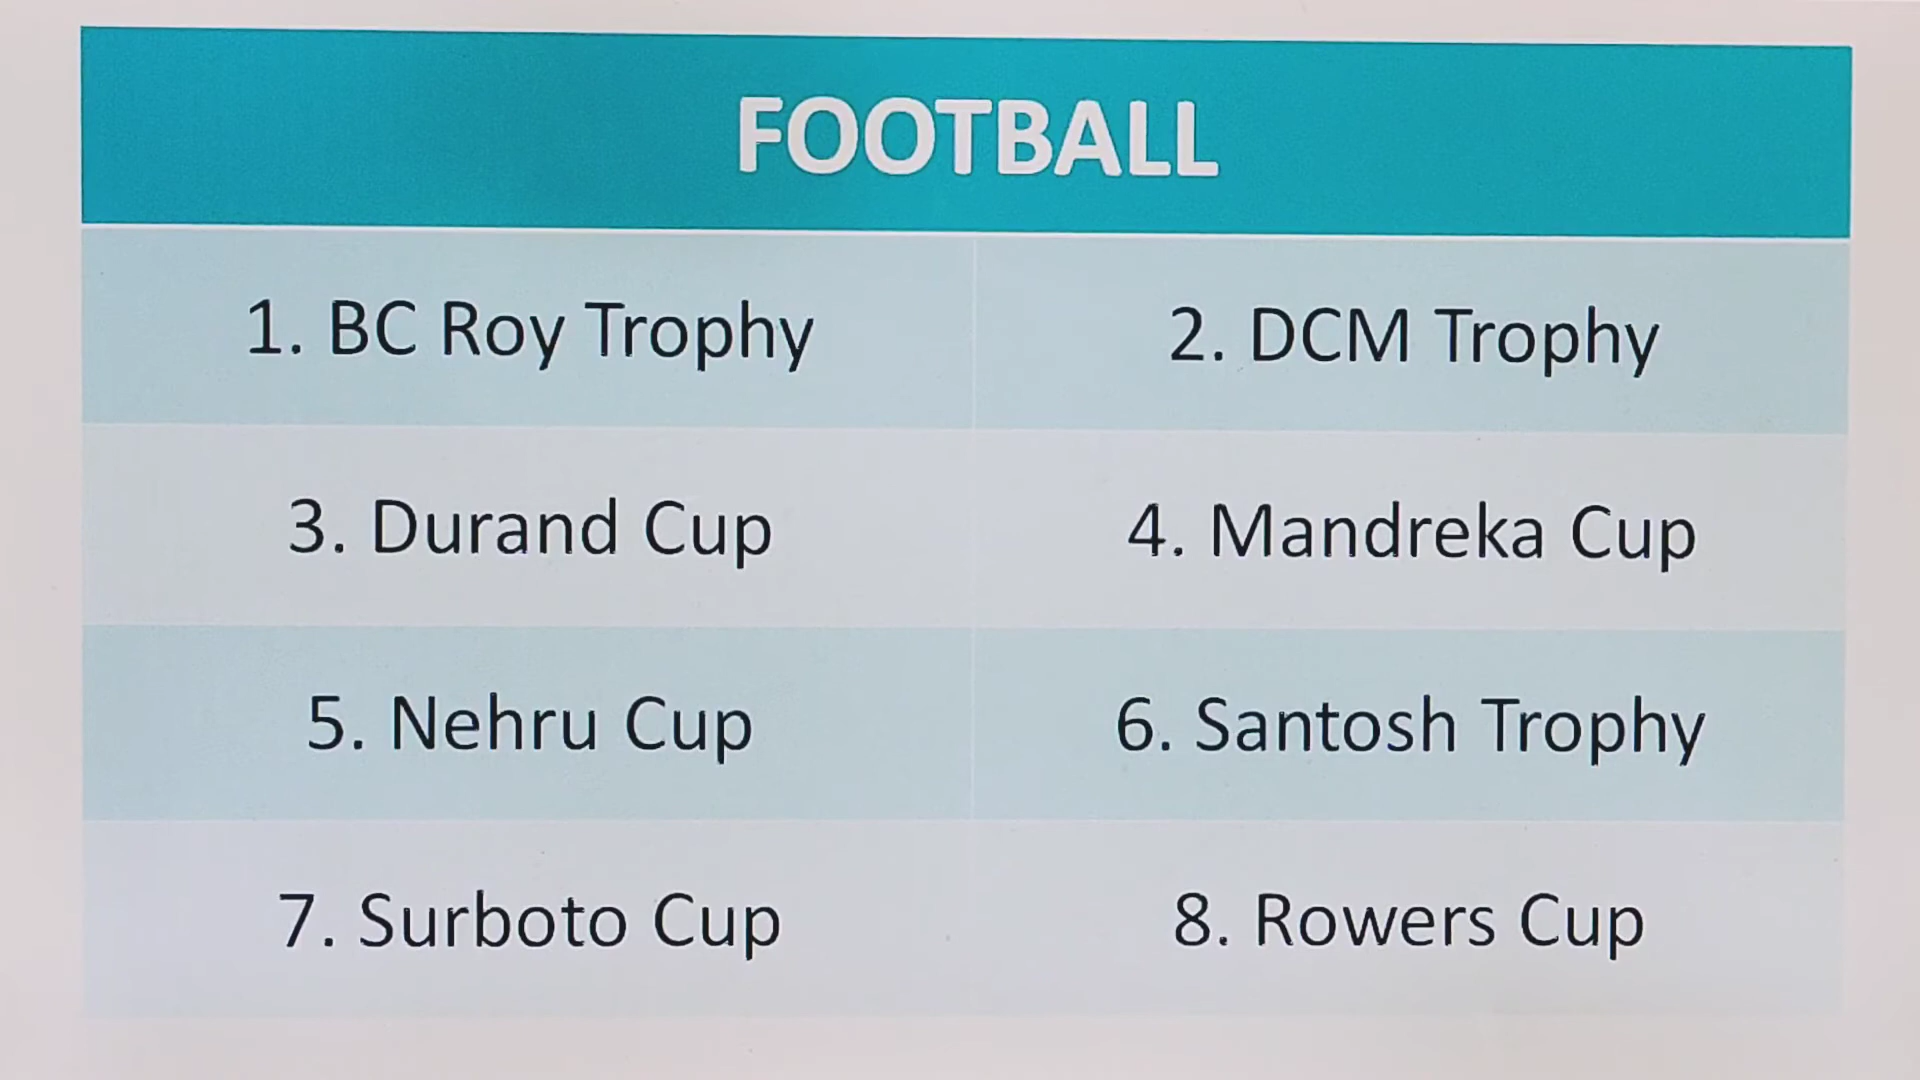 FOOTBALL
1. BC Roy Trophy
2. DCM Trophy
3. Durand Cup
4. Mandreka Cup
5. Nehru Cup
6. Santosh Trophy
7. Surboto Cup
8. Rowers Cup